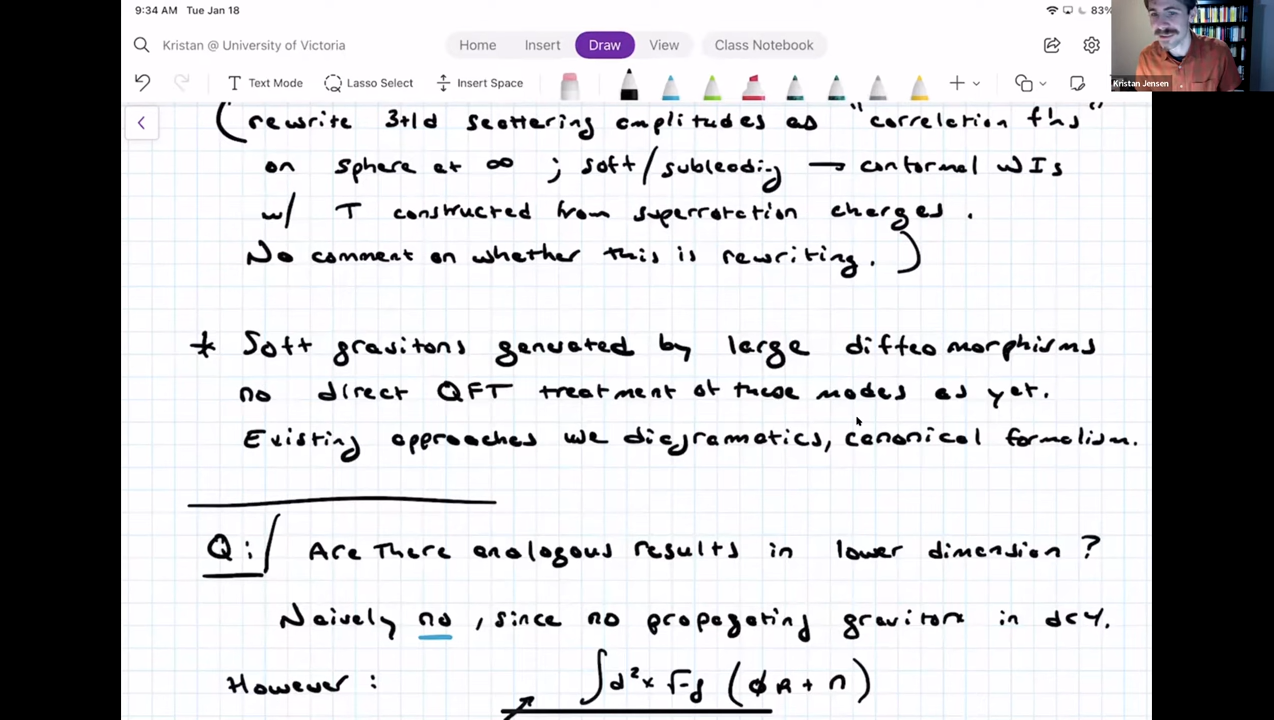 9:34 AM Tue Jan 18
83%
Kristan @ University of Victoria
Home Insert Draw View Class Notebook
Text Mode Lasso Select Insert Space
Kristan Jensen
( rewrite 3+1d scattering amplitudes as "correlation fns"
on sphere at ∞ ; soft/subleading → conformal WIs
w/ T constructed from superrotation charges .
No comment on whether this is rewriting. )
* Soft gravitons generated by large diffeomorphisms
no direct QFT treatment of these modes as yet.
Existing approaches use diagramatics, canonical formalism.
Q: Are there analogous results in lower dimension ?
Naively no , since no propagating gravitons in d<4.
However : ∫d²x √-g (φR + Λ)